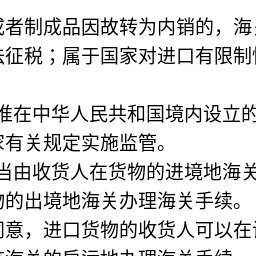 或者制成品因故转为内销的，海
法征税；属于国家对进口有限制
准在中华人民共和国境内设立的
家有关规定实施监管。
当由收货人在货物的进境地海关
物的出境地海关办理海关手续。
同意，进口货物的收货人可以在